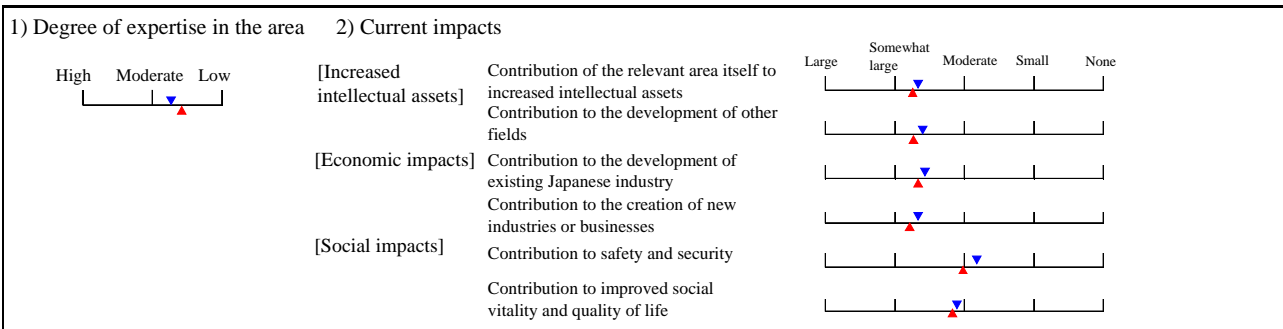 1) Degree of expertise in the area 2) Current impacts
High Moderate Low
[Increased
intellectual assets]
Contribution of the relevant area itself to
increased intellectual assets
Large Somewhat
large Moderate Small None
Contribution to the development of other
fields
[Economic impacts] Contribution to the development of
existing Japanese industry
Contribution to the creation of new
industries or businesses
[Social impacts]
Contribution to safety and security
Contribution to improved social
vitality and quality of life